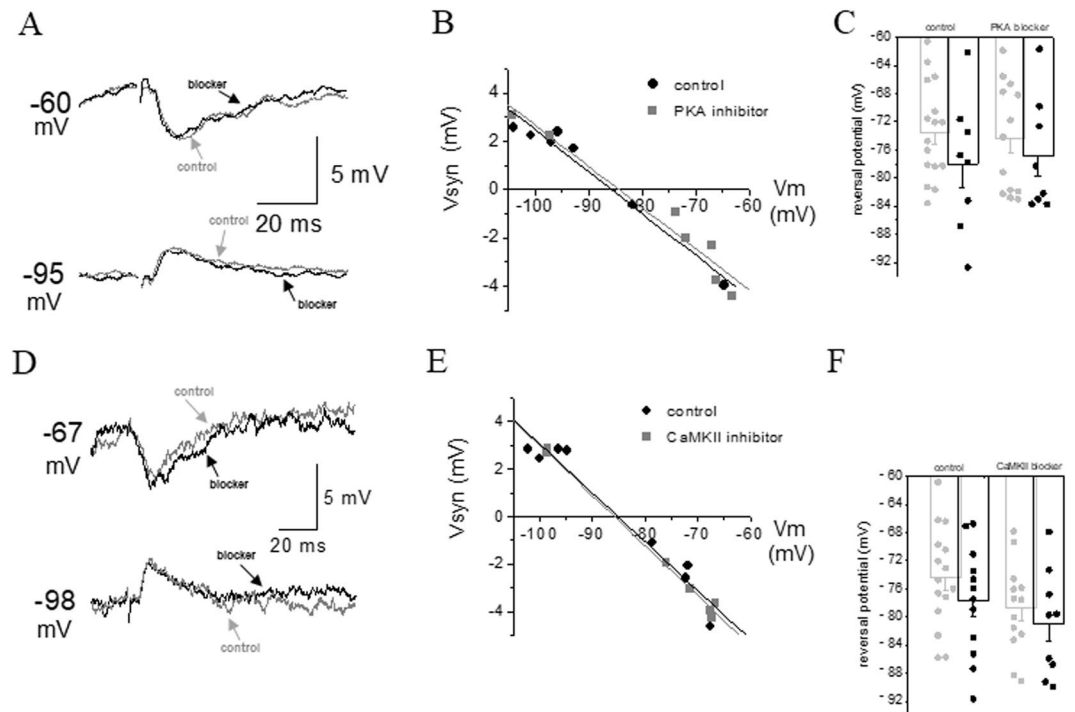 A
-60
mV
blocker
control
5 mV
20 ms
control
-95
mV
blocker
B
Vsyn (mV)
4
2
0
-2
-4
-100
-90
-80
-70
-60
Vm
(mV)
control
PKA inhibitor
C
control
PKA blocker
reversal potential (mV)
-60
-64
-68
-72
-76
-80
-84
-88
-92
D
-67
mV
control
blocker
5 mV
20 ms
-98
mV
blocker
control
E
Vsyn (mV)
4
2
0
-2
-4
-100
-90
-80
-70
-60
Vm
(mV)
control
CaMKII inhibitor
F
control
CaMKII blocker
reversal potential (mV)
-60
-64
-68
-72
-76
-80
-84
-88
-92